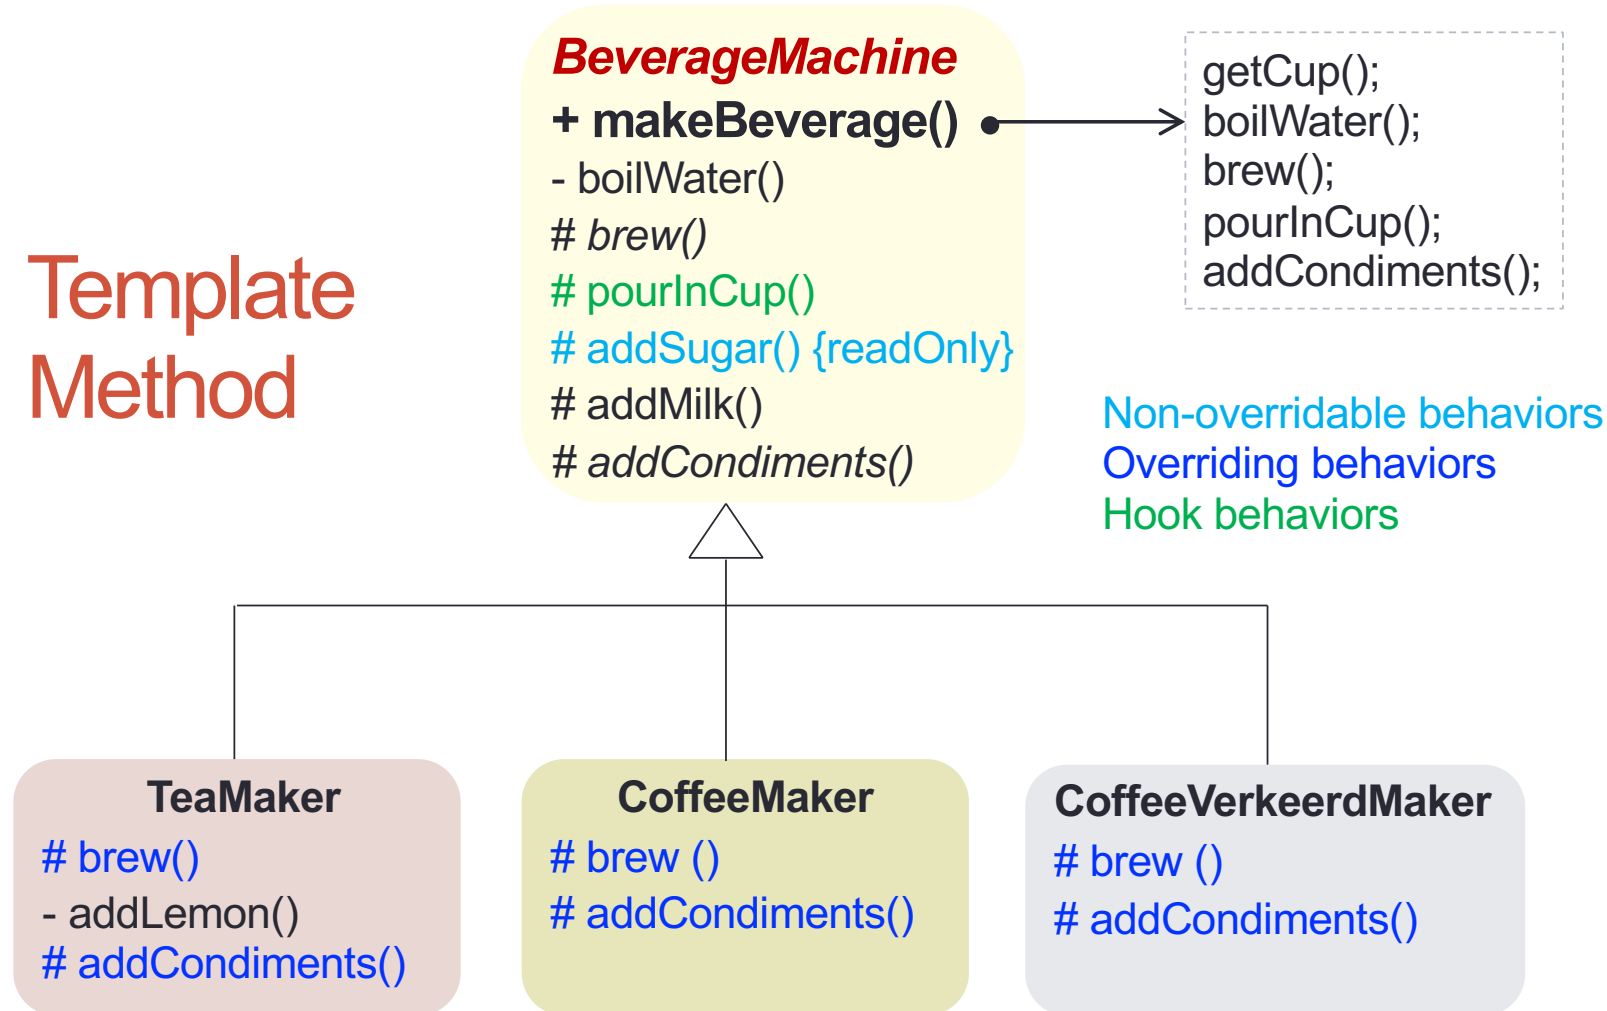 Template
Method
BeverageMachine
+ makeBeverage()
- boilWater()
# brew()
# pourInCup()
# addSugar() {readOnly}
# addMilk()
# addCondiments()
getCup();
boilWater();
brew();
pourInCup();
addCondiments();
Non-overridable behaviors
Overriding behaviors
Hook behaviors
TeaMaker
# brew()
- addLemon()
# addCondiments()
CoffeeMaker
# brew ()
# addCondiments()
CoffeeVerkeerdMaker
# brew ()
# addCondiments()